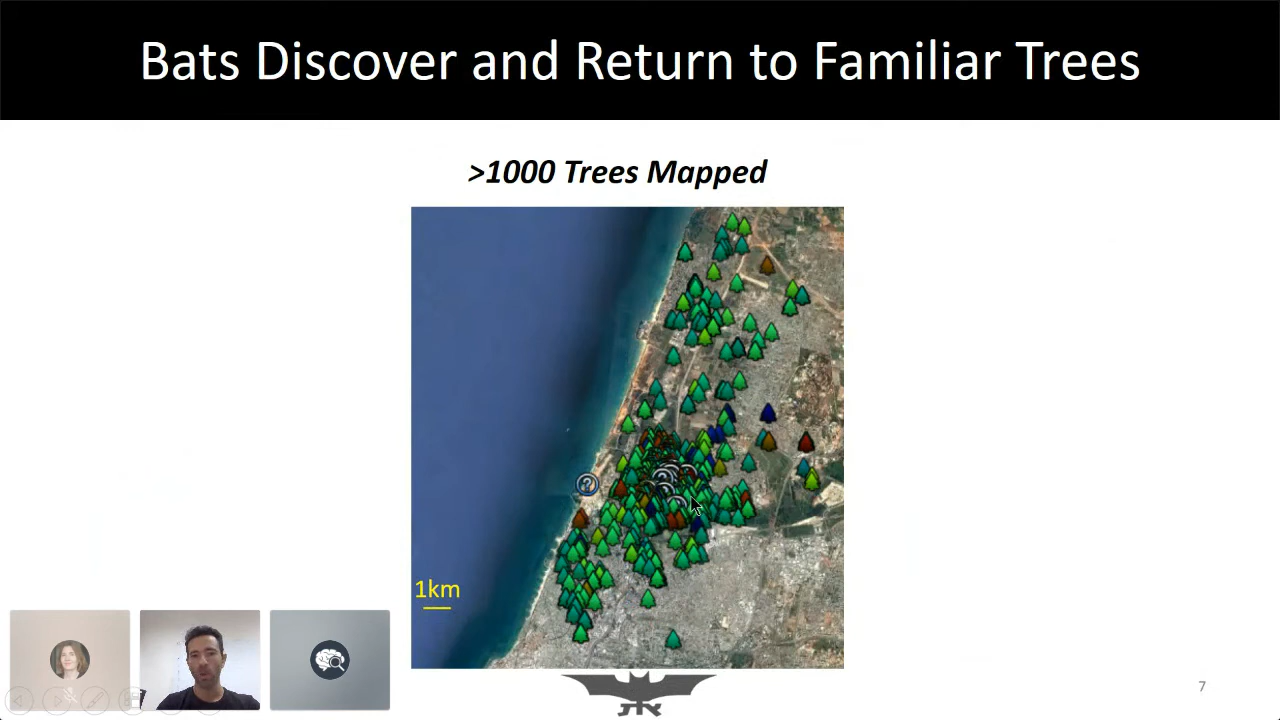 Bats Discover and Return to Familiar Trees
>1000 Trees Mapped
?
1km
7